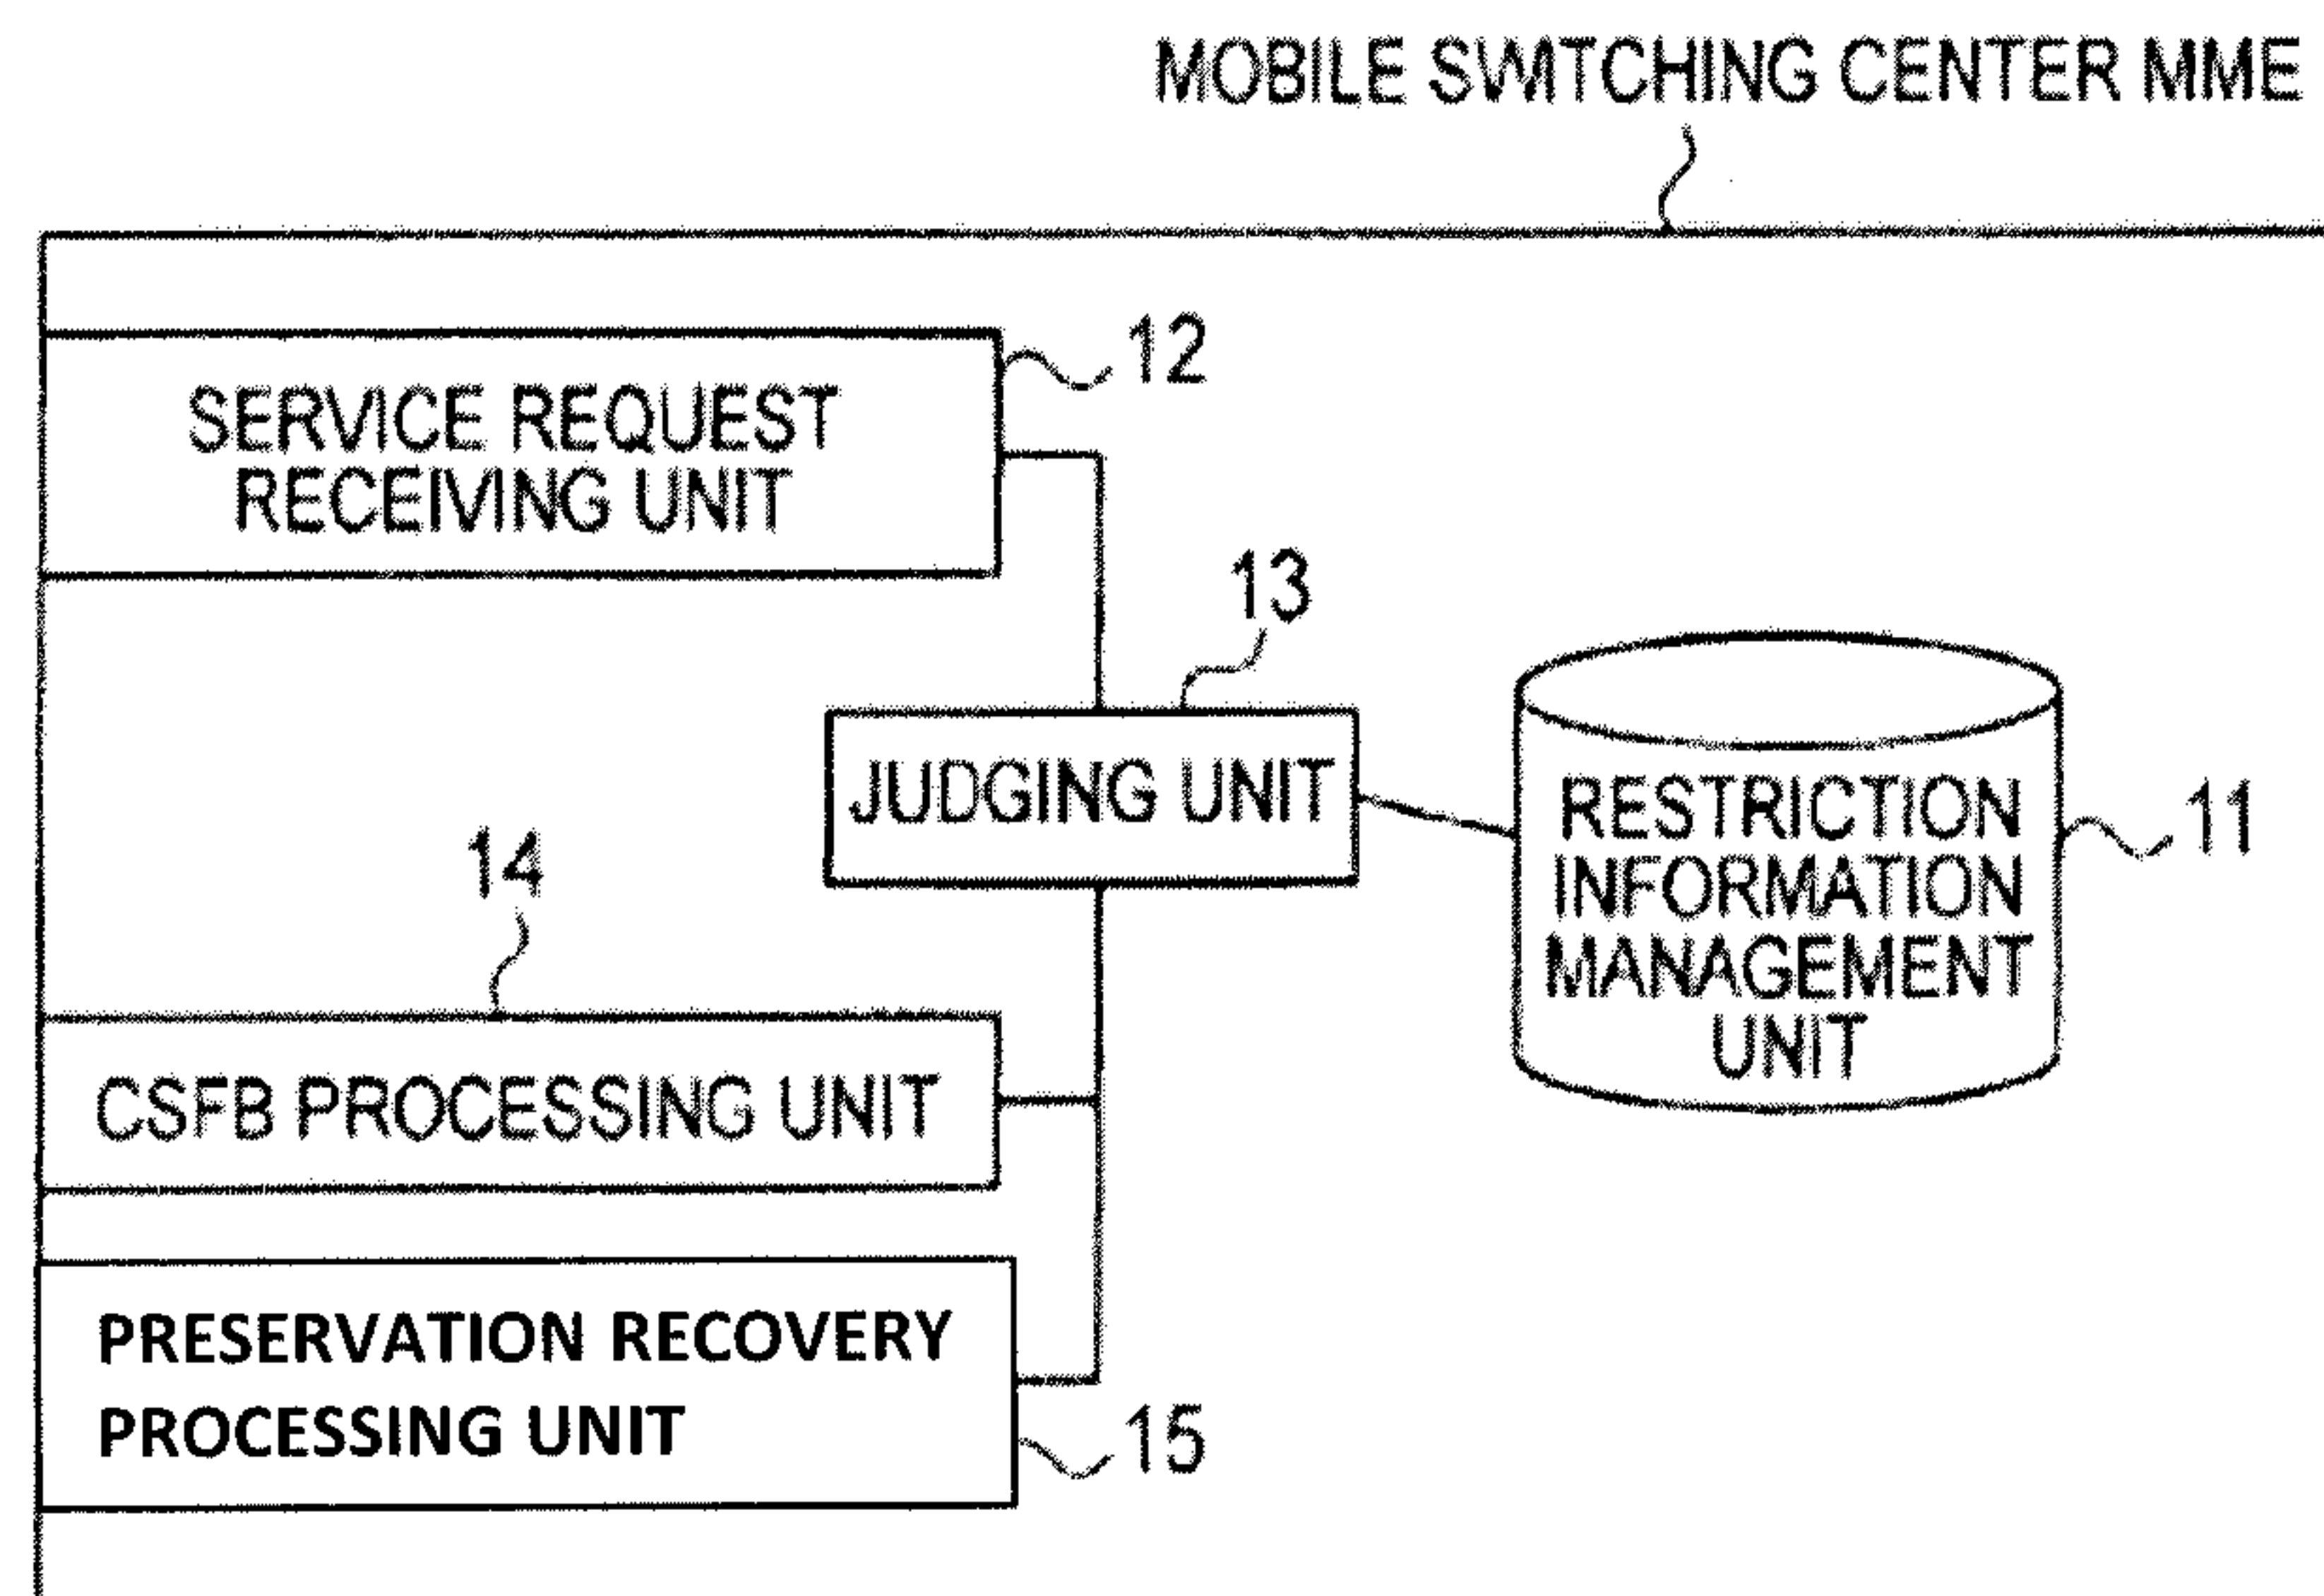 MOBILE SWITCHING CENTER MME
12
SERVICE REQUEST
RECEIVING UNIT
13
JUDGING UNIT
RESTRICTION
INFORMATION
MANAGEMENT
UNIT
11
14
CSFB PROCESSING UNIT
PRESERVATION RECOVERY
PROCESSING UNIT
15